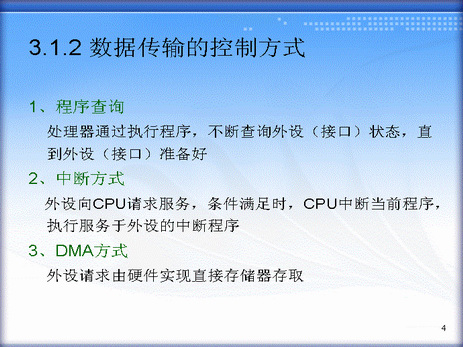 3.1.2 数据传输的控制方式
1、程序查询
处理器通过执行程序，不断查询外设（接口）状态，直
到外设（接口）准备好
2、中断方式
外设向CPU请求服务，条件满足时，CPU中断当前程序，
执行服务于外设的中断程序
3、DMA方式
外设请求由硬件实现直接存储器存取
4